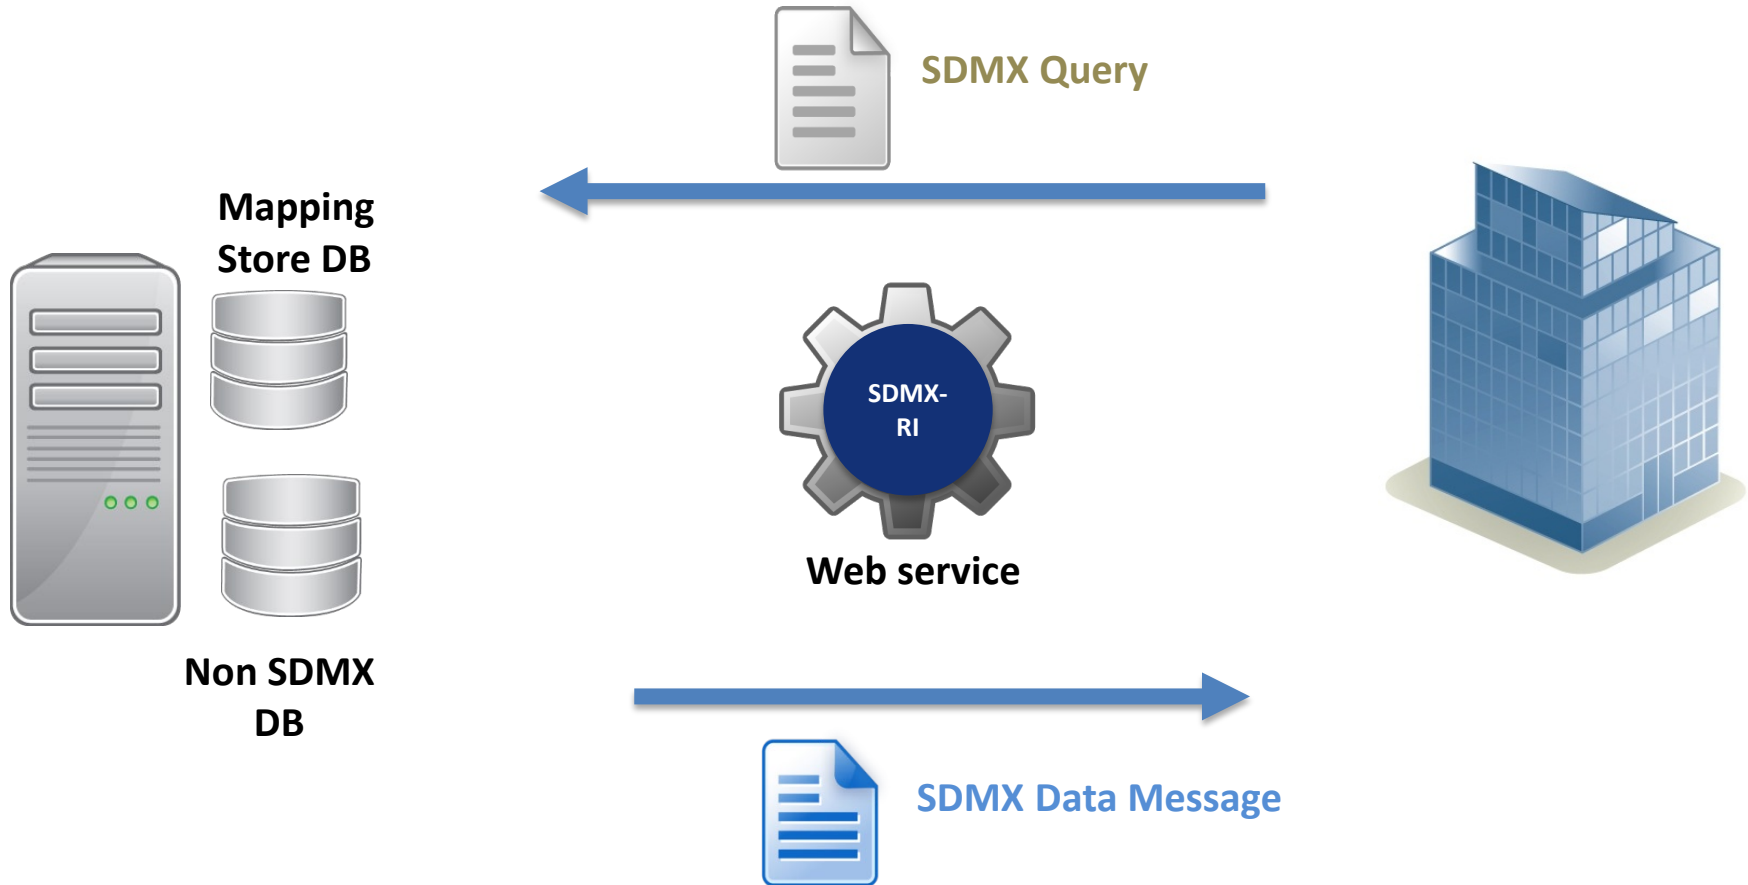 SDMX Query
Mapping
Store DB
SDMX-
RI
Web service
Non SDMX
DB
SDMX Data Message